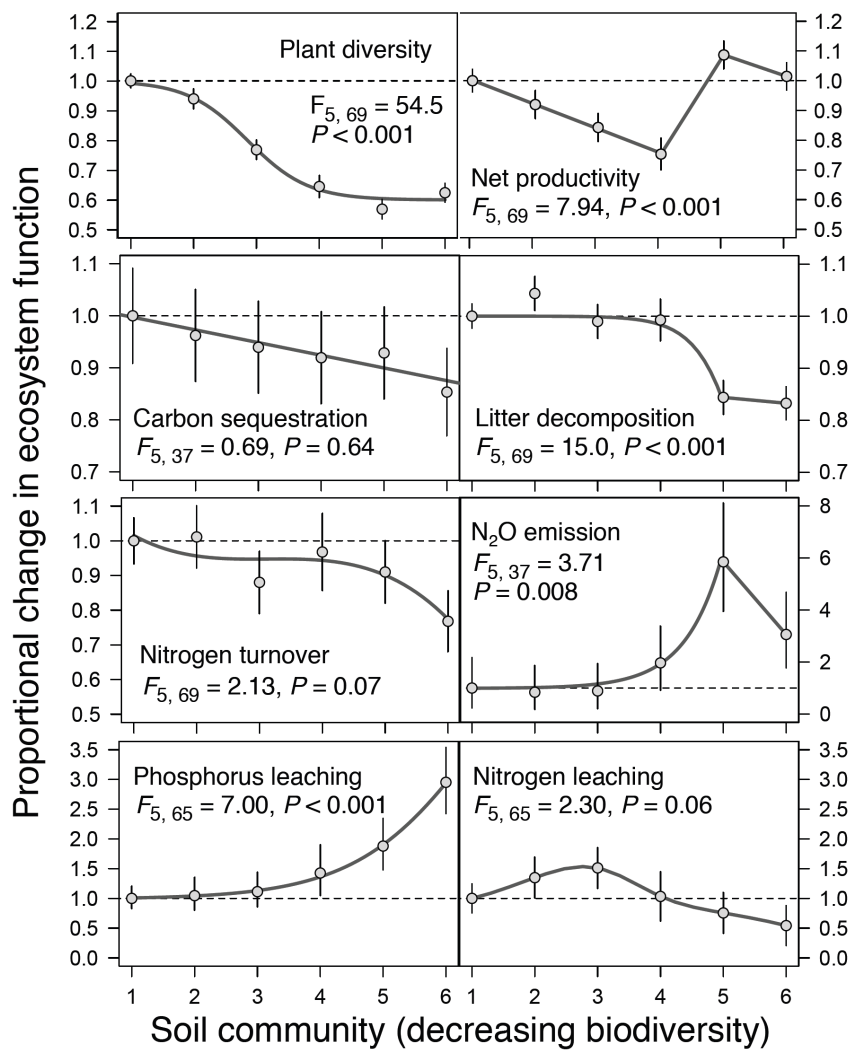 Proportional change in ecosystem function
1.2
1.1
1.0
0.9
0.8
0.7
0.6
0.5
Plant diversity
F5, 69 = 54.5
P < 0.001
1.2
1.1
1.0
0.9
0.8
0.7
0.6
0.5
Net productivity
F5, 69 = 7.94, P < 0.001
1.1
1.0
0.9
0.8
0.7
Carbon sequestration
F5, 37 = 0.69, P = 0.64
1.1
1.0
0.9
0.8
0.7
Litter decomposition
F5, 69 = 15.0, P < 0.001
1.1
1.0
0.9
0.8
0.7
0.6
0.5
Nitrogen turnover
F5, 69 = 2.13, P = 0.07
8
6
4
2
0
N2O emission
F5, 37 = 3.71
P = 0.008
3.5
3.0
2.5
2.0
1.5
1.0
0.5
0.0
Phosphorus leaching
F5, 65 = 7.00, P < 0.001
3.5
3.0
2.5
2.0
1.5
1.0
0.5
0.0
Nitrogen leaching
F5, 65 = 2.30, P = 0.06
1 2 3 4 5 6
1 2 3 4 5 6
Soil community (decreasing biodiversity)